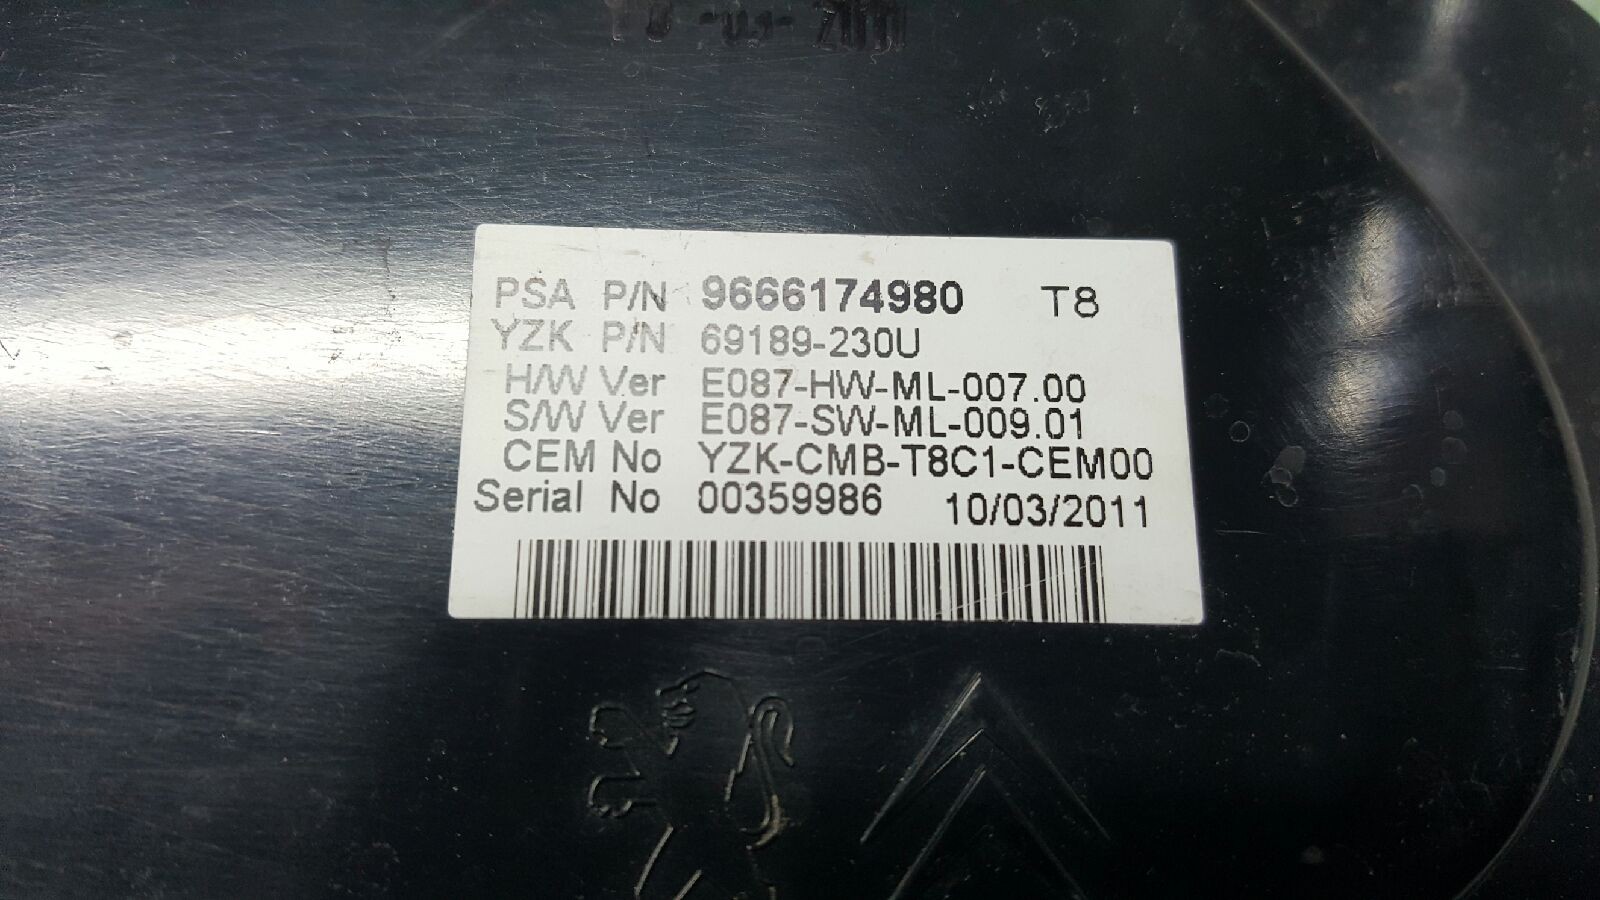 PSA P/N 9666174980 T8
YZK P/N 69189-230U
H/W Ver E087-HW-ML-007.00
S/W Ver E087-SW-ML-009.01
CEM No YZK-CMB-T8C1-CEM00
Serial No 00359986 10/03/2011